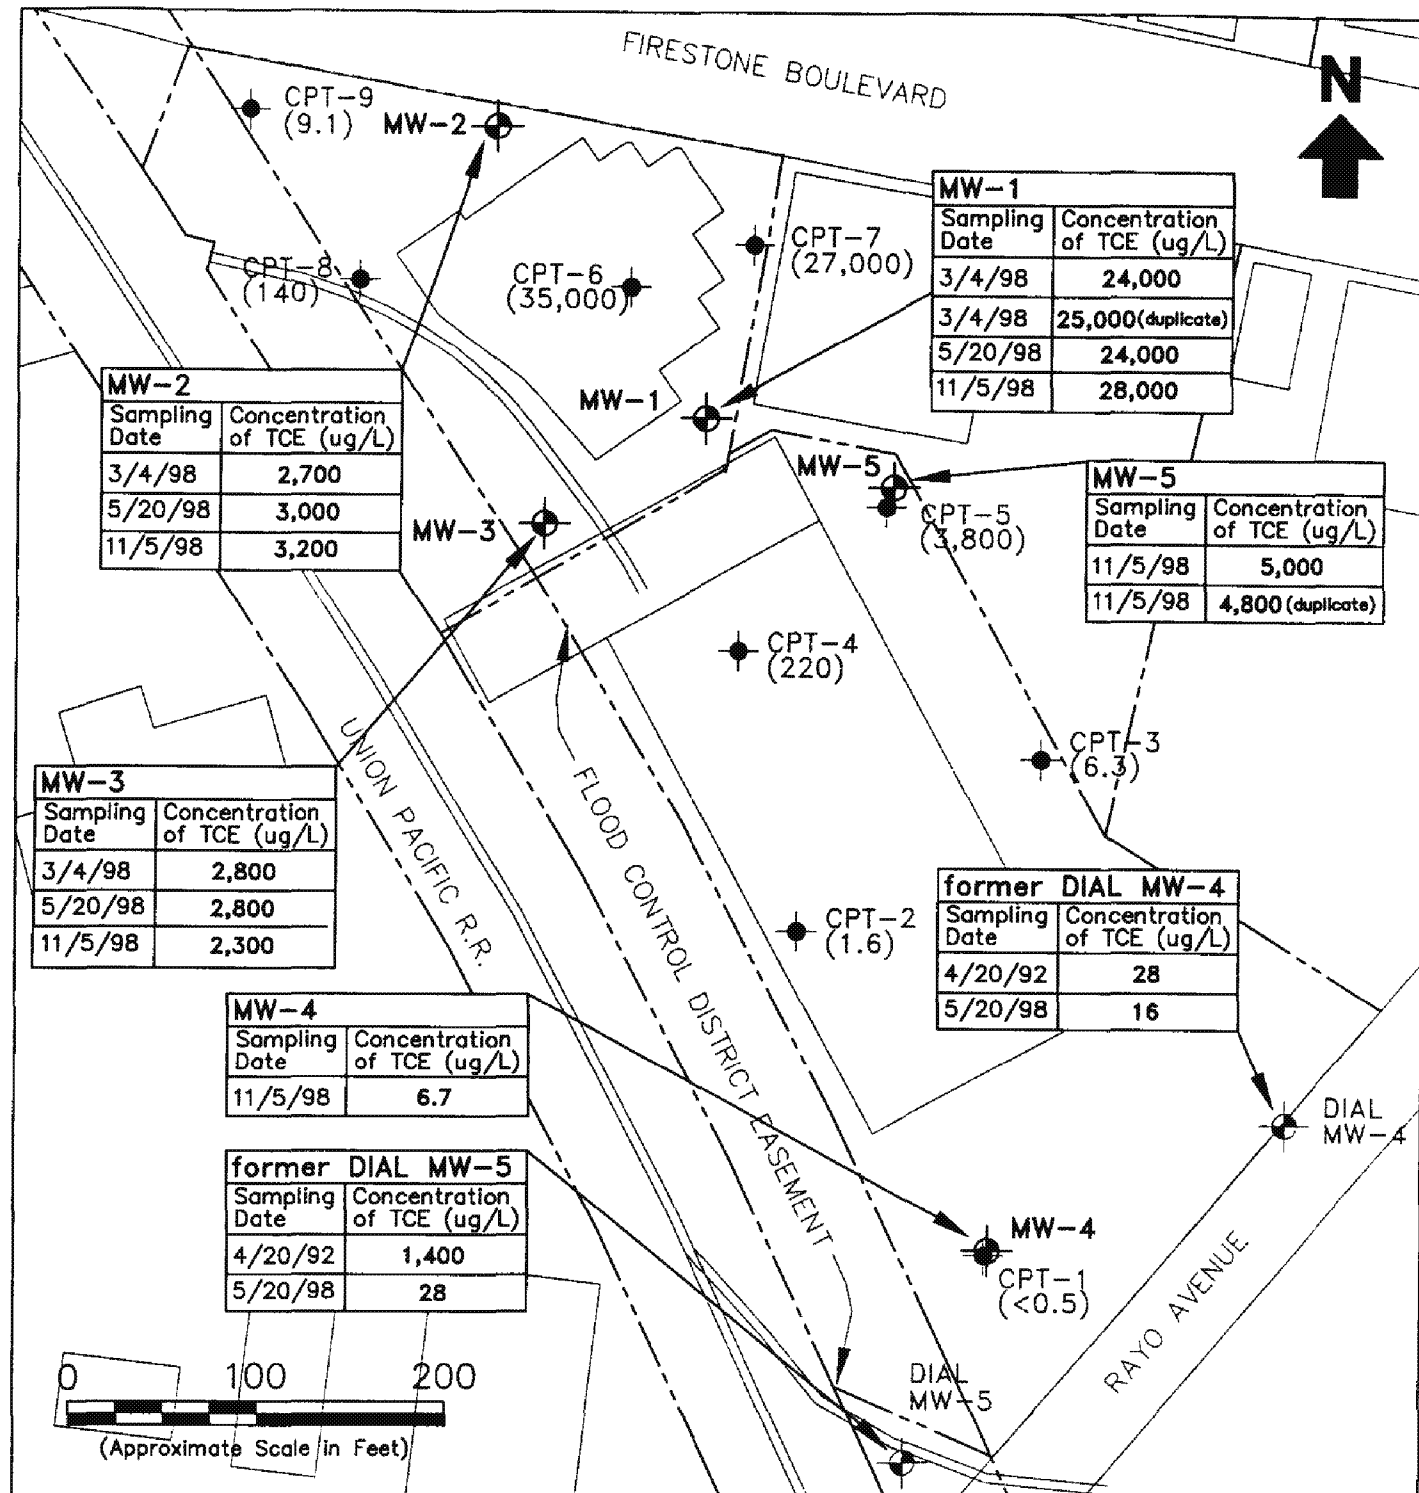 FIRESTONE BOULEVARD
N
CPT-9
(9.1)
MW-2
CPT-8
(140)
CPT-6
(35,000)
CPT-7
(27,000)
MW-1
Sampling Date
Concentration of TCE (ug/L)
3/4/98 24,000
3/4/98 25,000(duplicate)
5/20/98 24,000
11/5/98 28,000
MW-2
Sampling Date
Concentration of TCE (ug/L)
3/4/98 2,700
5/20/98 3,000
11/5/98 3,200
MW-1
MW-3
MW-5
CPT-5
(3,800)
MW-5
Sampling Date
Concentration of TCE (ug/L)
11/5/98 5,000
11/5/98 4,800(duplicate)
CPT-4
(220)
CPT-3
(6.3)
UNION PACIFIC R.R.
FLOOD CONTROL DISTRICT EASEMENT
MW-3
Sampling Date
Concentration of TCE (ug/L)
3/4/98 2,800
5/20/98 2,800
11/5/98 2,300
CPT-2
(1.6)
former DIAL MW-4
Sampling Date
Concentration of TCE (ug/L)
4/20/92 28
5/20/98 16
MW-4
Sampling Date
Concentration of TCE (ug/L)
11/5/98 6.7
DIAL
MW-4
former DIAL MW-5
Sampling Date
Concentration of TCE (ug/L)
4/20/92 1,400
5/20/98 28
MW-4
CPT-1
(<0.5)
RAYO AVENUE
DIAL
MW-5
0 100 200
(Approximate Scale in Feet)